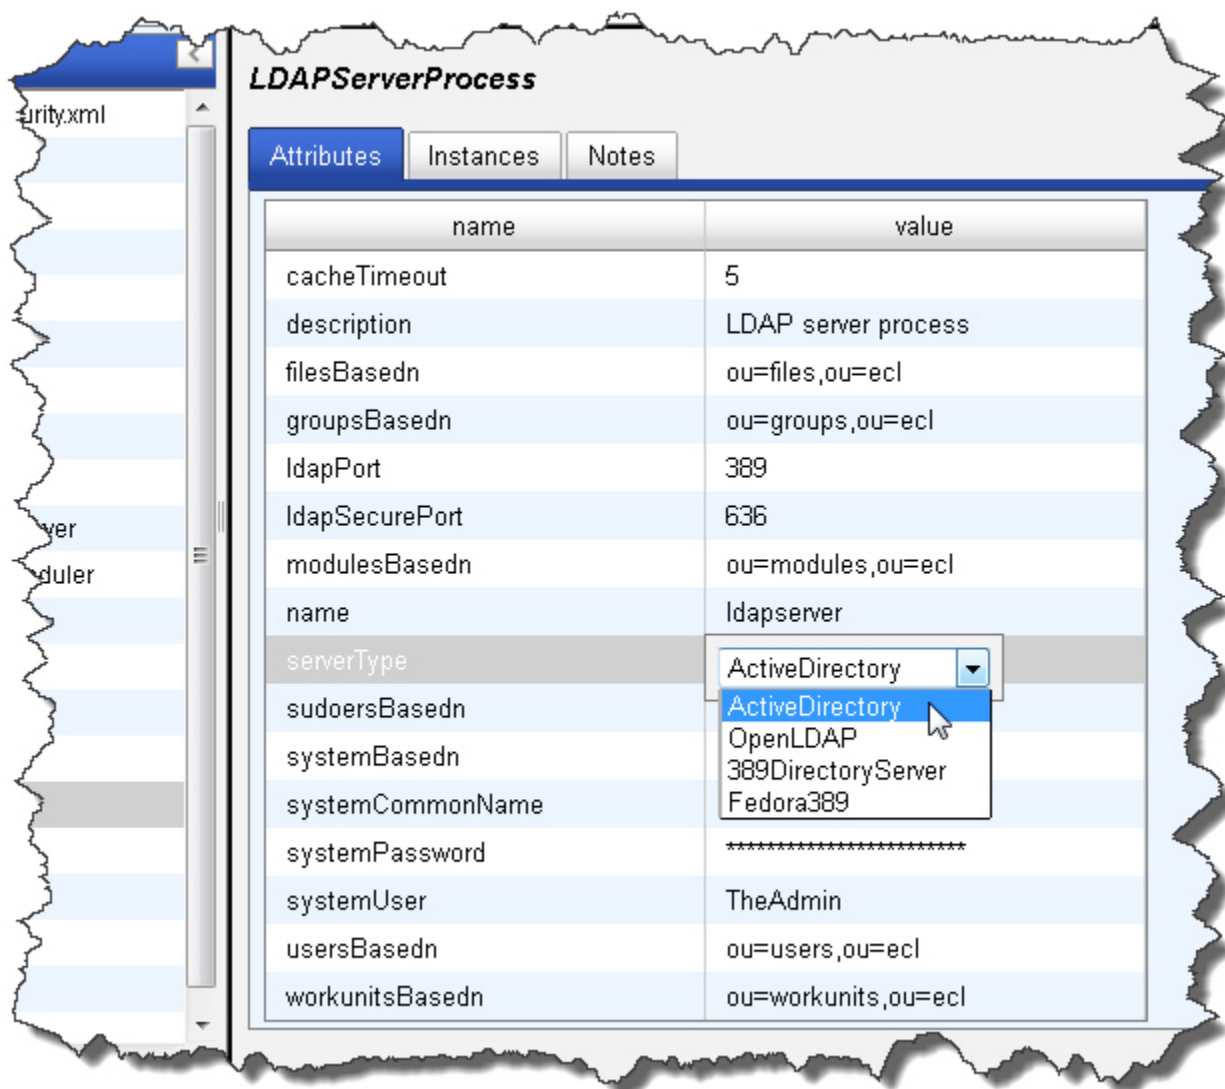 LDAPServerProcess
urity.xml
Attributes Instances Notes
name value
cacheTimeout 5
description LDAP server process
filesBasedn ou=files,ou=ecl
groupsBasedn ou=groups,ou=ecl
ldapPort 389
ldapSecurePort 636
ver
modulesBasedn ou=modules,ou=ecl
duler
name ldapserver
serverType ActiveDirectory
ActiveDirectory
sudoersBasedn
OpenLDAP
systemBasedn
389DirectoryServer
systemCommonName
Fedora389
systemPassword ************************
systemUser TheAdmin
usersBasedn ou=users,ou=ecl
workunitsBasedn ou=workunits,ou=ecl